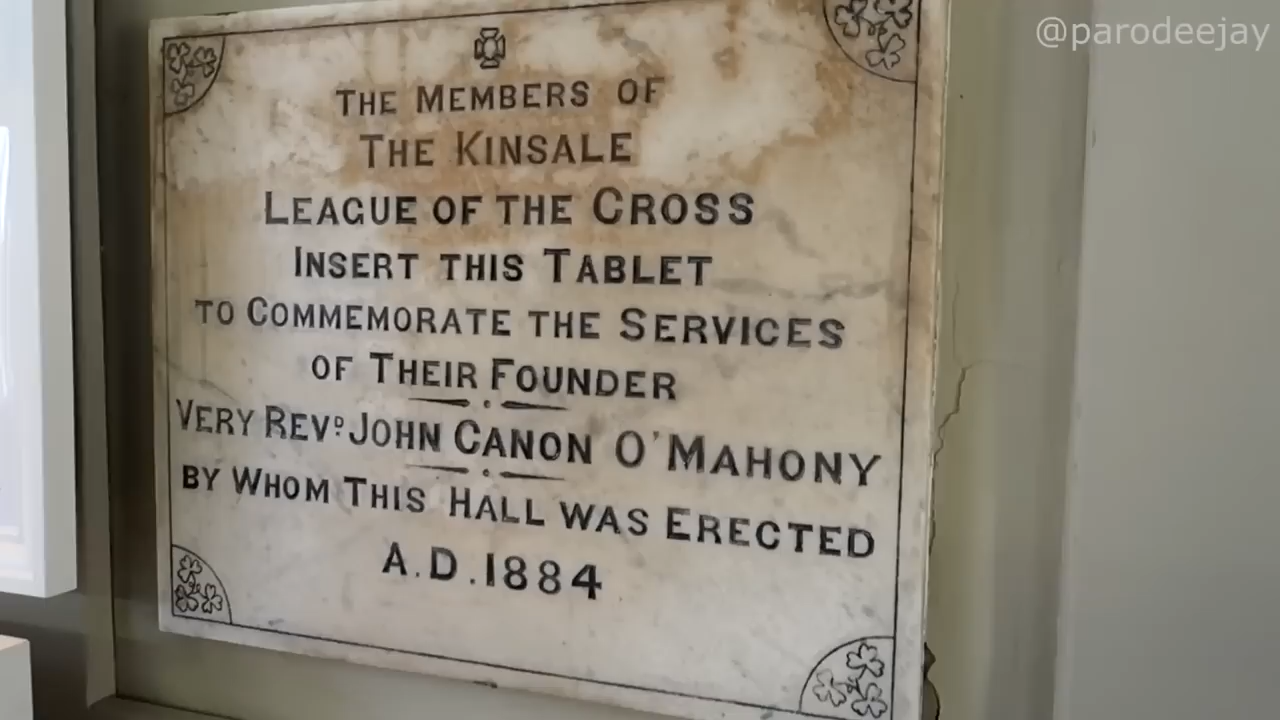 @parodeejay
THE MEMBERS OF
THE KINSALE
LEAGUE OF THE CROSS
INSERT THIS TABLET
TO COMMEMORATE THE SERVICES
OF THEIR FOUNDER
VERY REVD JOHN CANON O'MAHONY
BY WHOM THIS HALL WAS ERECTED
A.D. 1884